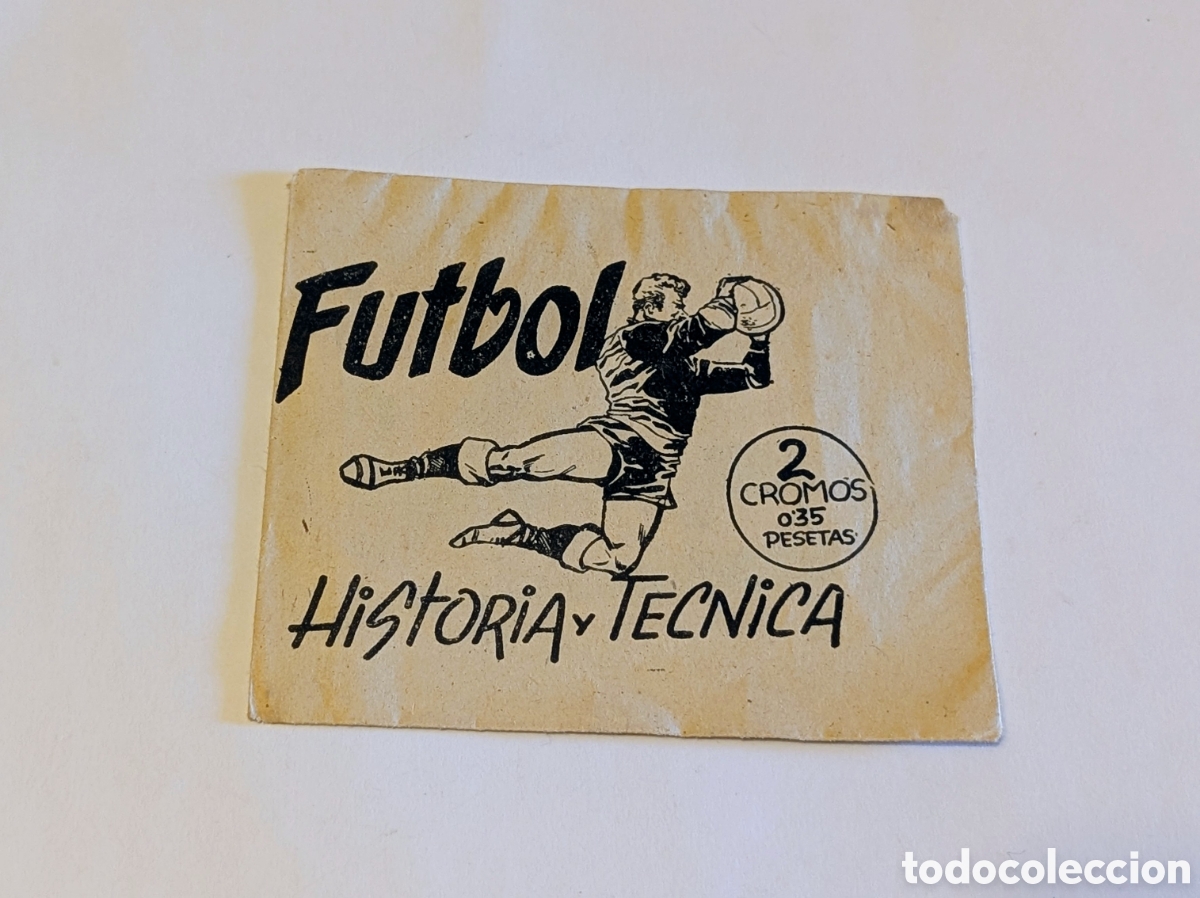 Futbol
2
CROMOS
0'35
PESETAS
HiStORiA y TECNiCA
todocoleccion